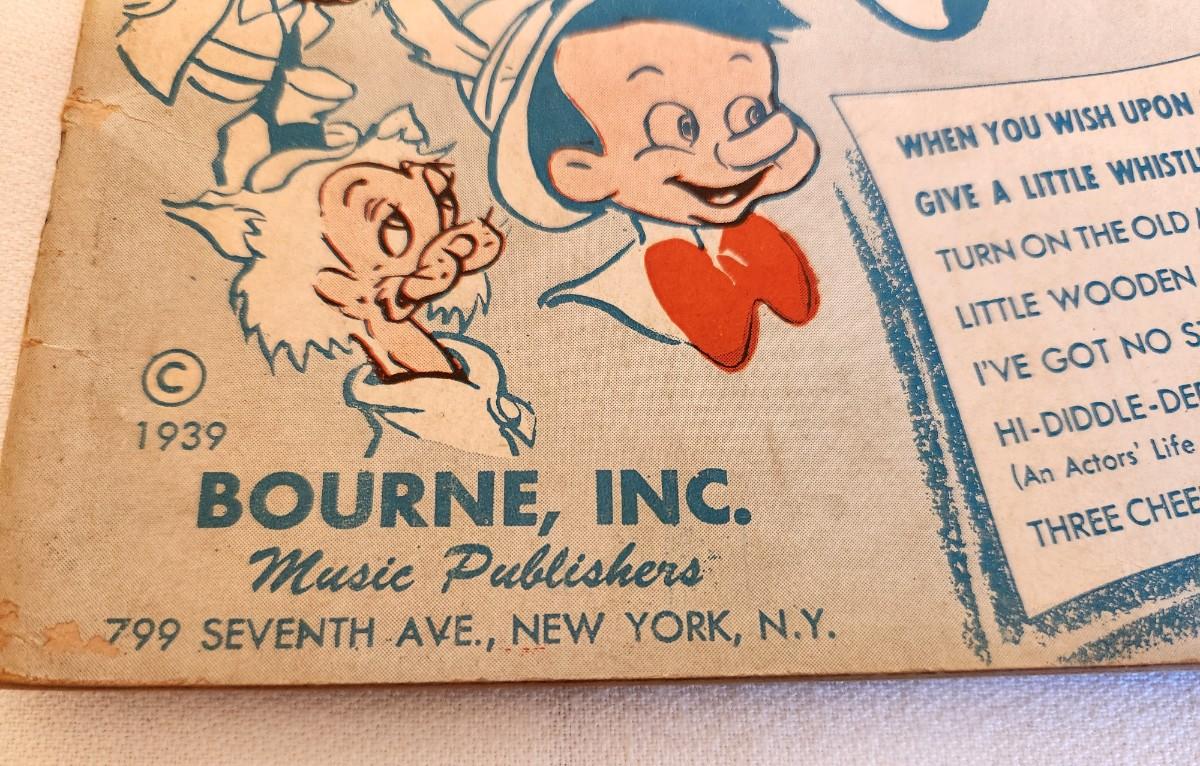 WHEN YOU WISH UPON
GIVE A LITTLE WHISTL
TURN ON THE OLD
LITTLE WOODEN
I'VE GOT NO S
HI-DIDDLE-DE
(An Actors' Life
THREE CHEE
©
1939
BOURNE, INC.
Music Publishers
799 SEVENTH AVE., NEW YORK, N.Y.